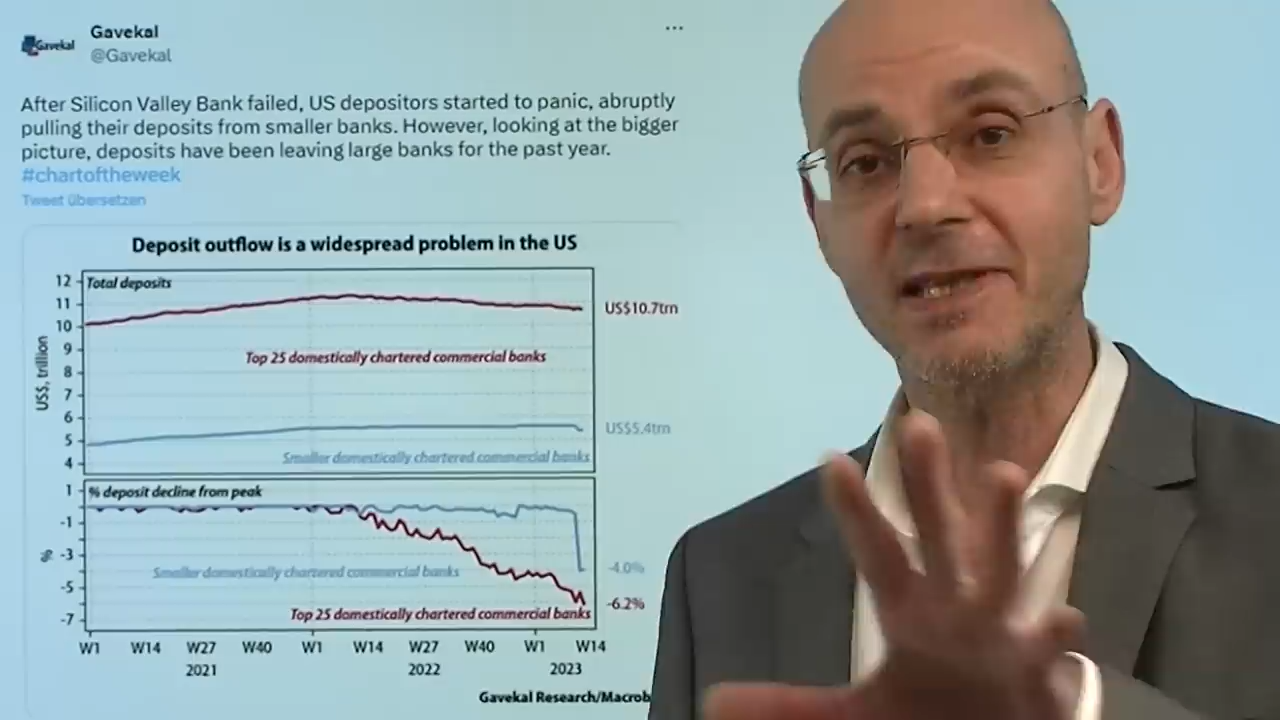 Gavekal
Gavekal
@Gavekal
...
After Silicon Valley Bank failed, US depositors started to panic, abruptly
pulling their deposits from smaller banks. However, looking at the bigger
picture, deposits have been leaving large banks for the past year.
#chartoftheweek
Tweet übersetzen
Deposit outflow is a widespread problem in the US
US$, trillion
12
Total deposits
11
US$10.7trn
10
9
Top 25 domestically chartered commercial banks
8
7
6
US$5.4trn
5
Smaller domestically chartered commercial banks
4
%
1
% deposit decline from peak
-1
-3
Smaller domestically chartered commercial banks
-4.0%
-5
-6.2%
Top 25 domestically chartered commercial banks
-7
W1 W14 W27 W40 W1 W14 W27 W40 W1 W14
2021 2022 2023
Gavekal Research/Macrob